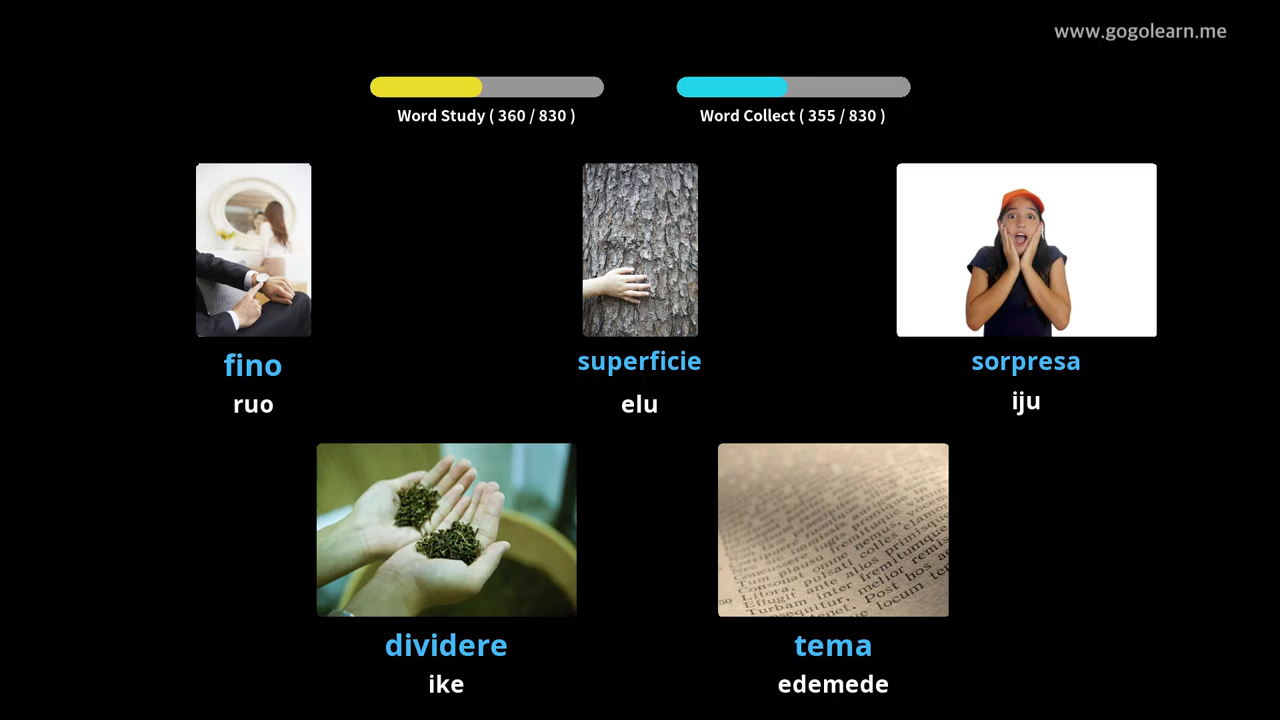 www.gogolearn.me
Word Study ( 360 / 830 )
Word Collect ( 355 / 830 )
fino
ruo
superficie
elu
sorpresa
iju
dividere
ike
tema
edemede